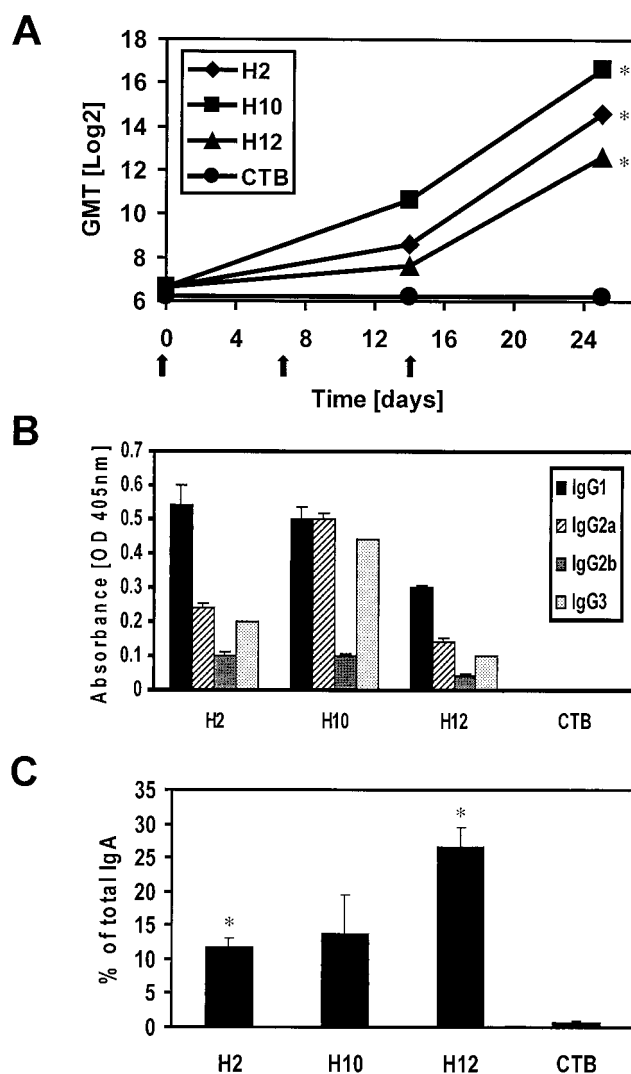 A
GMT [Log2]
18
16
14
12
10
8
6
H2
H10
H12
CTB
*
*
*
0 4 8 12 16 20 24
Time [days]
B
Absorbance [OD 405nm]
0.7
0.6
0.5
0.4
0.3
0.2
0.1
0
IgG1
IgG2a
IgG2b
IgG3
H2 H10 H12 CTB
C
% of total IgA
35
30
25
20
15
10
5
0
*
*
H2 H10 H12 CTB